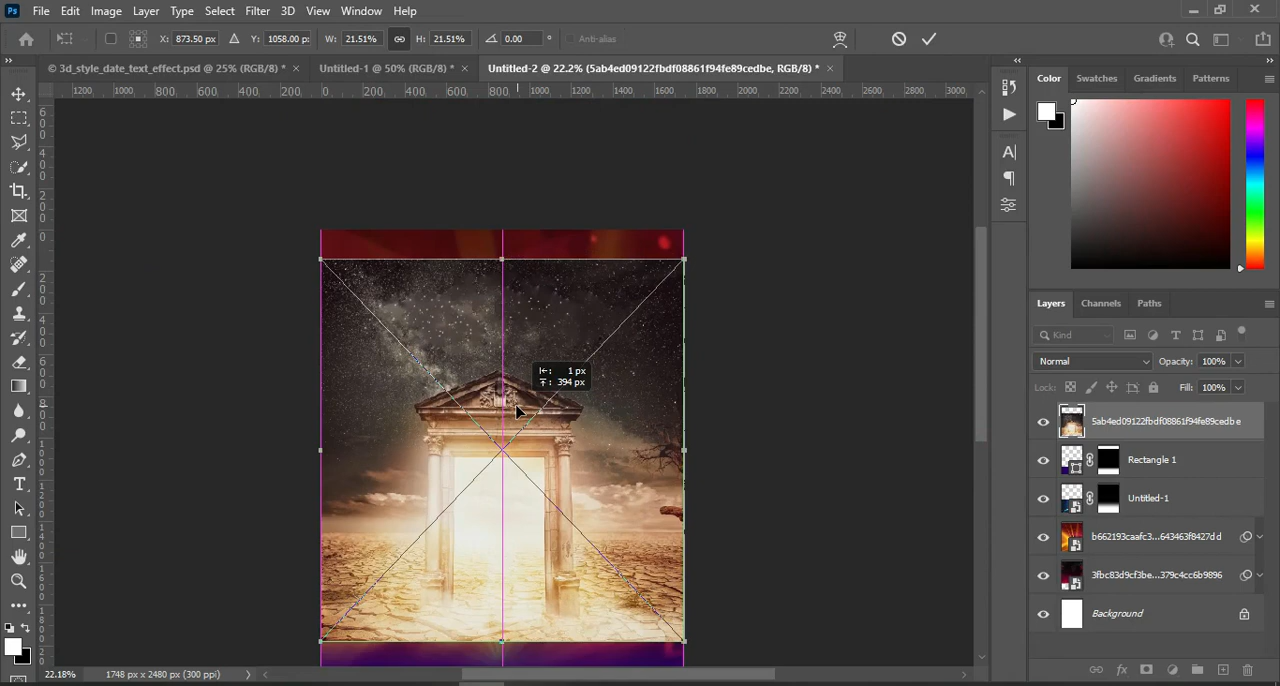 Ps File Edit Image Layer Type Select Filter 3D View Window Help
X: 873.50 px Y: 1058.00 px W: 21.51% H: 21.51% 0.00 ° Anti-alias
© 3d_style_date_text_effect.psd @ 25% (RGB/8) * × Untitled-1 @ 50% (RGB/8) * × Untitled-2 @ 22.2% (5ab4ed09122fbdf08861f94fe89cedbe, RGB/8) * ×
1200 1000 800 600 400 200 0 200 400 600 800 1000 1200 1400 1600 1800 2000 2200 2400 2600 2800 3000
Color Swatches Gradients Patterns
1 px
394 px
Layers Channels Paths
Kind
Normal Opacity: 100%
Lock: Fill: 100%
5ab4ed09122fbdf08861f94fe89cedbe
Rectangle 1
Untitled-1
b662193caafc3...643463f8427dd
3fbc83d9cf3be...379c4cc6b9896
Background
22.18% 1748 px x 2480 px (300 ppi)